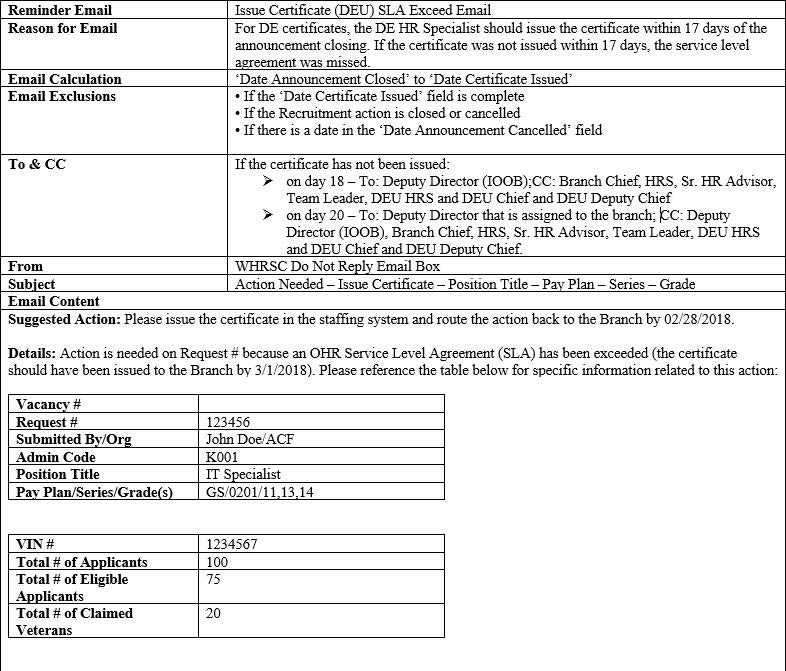 Reminder Email Issue Certificate (DEU) SLA Exceed Email
Reason for Email For DE certificates, the DE HR Specialist should issue the certificate within 17 days of the
announcement closing. If the certificate was not issued within 17 days, the service level
agreement was missed.
Email Calculation ‘Date Announcement Closed’ to ‘Date Certificate Issued’
Email Exclusions • If the ‘Date Certificate Issued’ field is complete
• If the Recruitment action is closed or cancelled
• If there is a date in the ‘Date Announcement Cancelled’ field
To & CC If the certificate has not been issued:
➢ on day 18 – To: Deputy Director (IOOB);CC: Branch Chief, HRS, Sr. HR Advisor,
Team Leader, DEU HRS and DEU Chief and DEU Deputy Chief
➢ on day 20 – To: Deputy Director that is assigned to the branch; CC: Deputy
Director (IOOB), Branch Chief, HRS, Sr. HR Advisor, Team Leader, DEU HRS
and DEU Chief and DEU Deputy Chief.
From WHRSC Do Not Reply Email Box
Subject Action Needed – Issue Certificate – Position Title – Pay Plan – Series – Grade
Email Content
Suggested Action: Please issue the certificate in the staffing system and route the action back to the Branch by 02/28/2018.
Details: Action is needed on Request # because an OHR Service Level Agreement (SLA) has been exceeded (the certificate
should have been issued to the Branch by 3/1/2018). Please reference the table below for specific information related to this action:
Vacancy #
Request # 123456
Submitted By/Org John Doe/ACF
Admin Code K001
Position Title IT Specialist
Pay Plan/Series/Grade(s) GS/0201/11,13,14
VIN # 1234567
Total # of Applicants 100
Total # of Eligible 75
Applicants
Total # of Claimed 20
Veterans